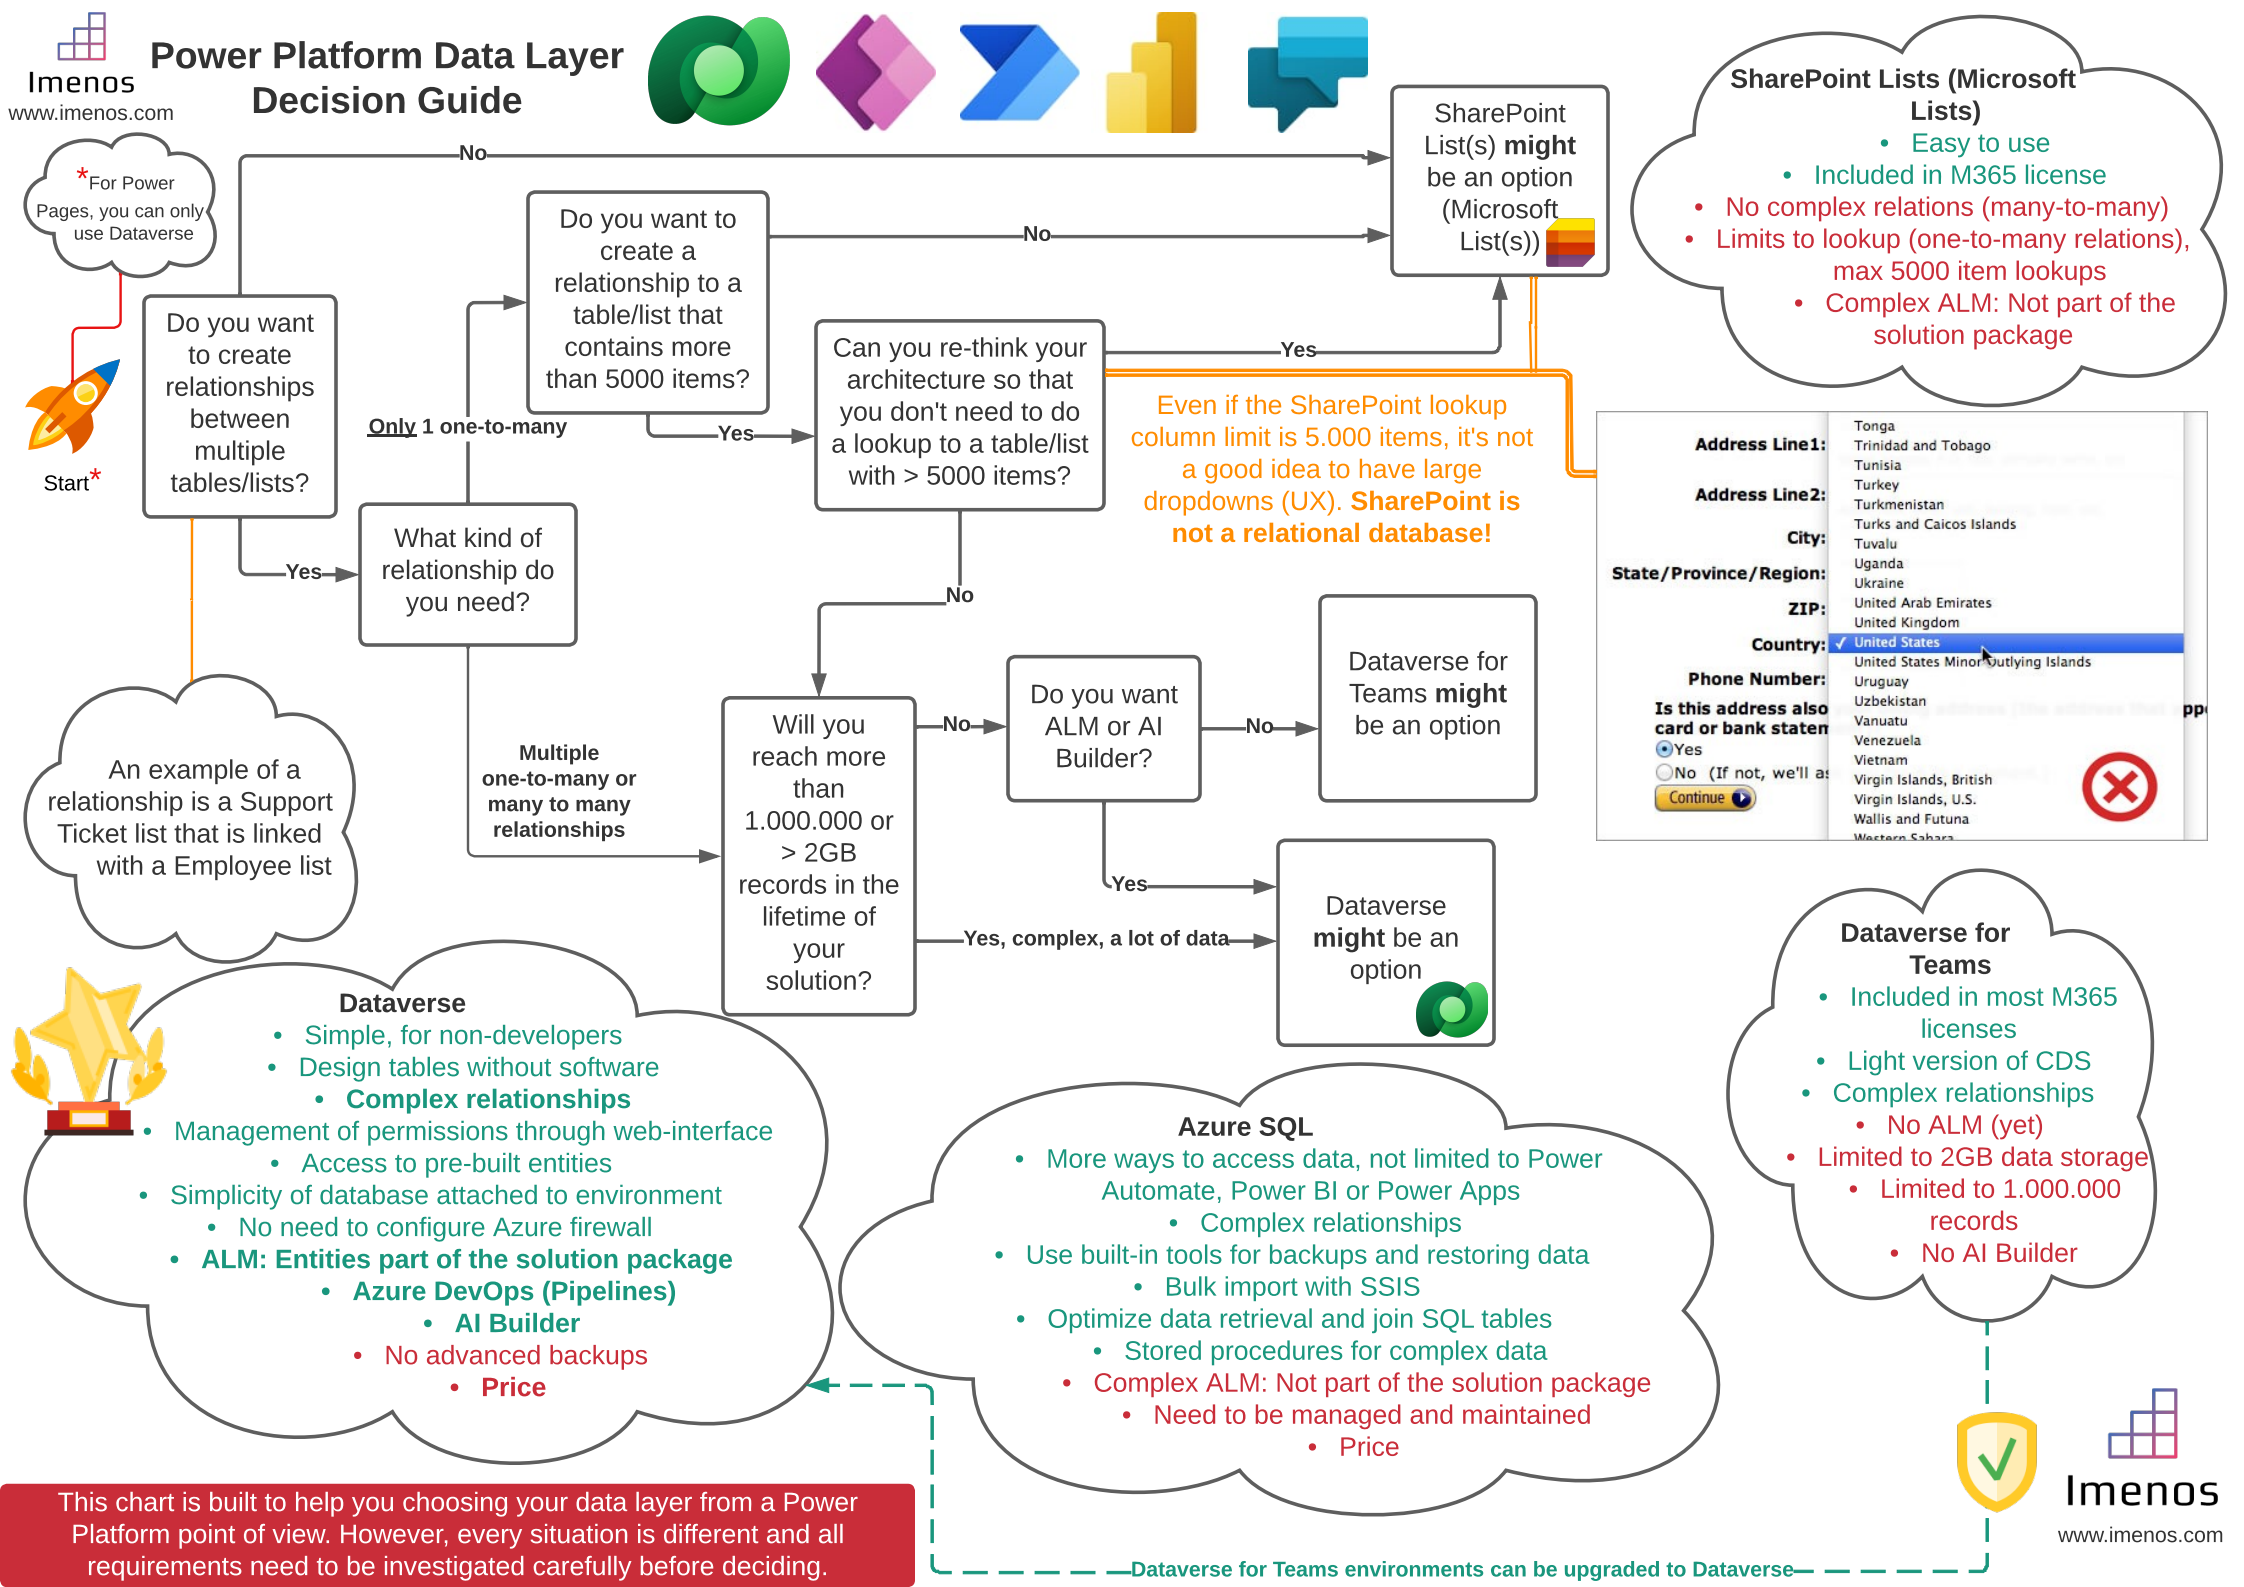 Imenos
www.imenos.com
Power Platform Data Layer
Decision Guide
*For Power
Pages, you can only
use Dataverse
Start*
Do you want
to create
relationships
between
multiple
tables/lists?
No
Yes
What kind of
relationship do
you need?
Only 1 one-to-many
Multiple
one-to-many or
many to many
relationships
Do you want to
create a
relationship to a
table/list that
contains more
than 5000 items?
No
Yes
Can you re-think your
architecture so that
you don't need to do
a lookup to a table/list
with > 5000 items?
Yes
No
SharePoint
List(s) might
be an option
(Microsoft
List(s))
Even if the SharePoint lookup
column limit is 5.000 items, it's not
a good idea to have large
dropdowns (UX). SharePoint is
not a relational database!
SharePoint Lists (Microsoft
Lists)
• Easy to use
• Included in M365 license
• No complex relations (many-to-many)
• Limits to lookup (one-to-many relations),
max 5000 item lookups
• Complex ALM: Not part of the
solution package
Address Line1:
Address Line2:
City:
State/Province/Region:
ZIP:
Country:
Phone Number:
Is this address also
card or bank statem
Yes
No (If not, we'll as
Continue
Tonga
Trinidad and Tobago
Tunisia
Turkey
Turkmenistan
Turks and Caicos Islands
Tuvalu
Uganda
Ukraine
United Arab Emirates
United Kingdom
✓ United States
United States Minor Outlying Islands
Uruguay
Uzbekistan
Vanuatu
Venezuela
Vietnam
Virgin Islands, British
Virgin Islands, U.S.
Wallis and Futuna
Western Sahara
An example of a
relationship is a Support
Ticket list that is linked
with a Employee list
Will you
reach more
than
1.000.000 or
> 2GB
records in the
lifetime of
your
solution?
No
Yes, complex, a lot of data
Do you want
ALM or AI
Builder?
No
Yes
Dataverse for
Teams might
be an option
Dataverse
might be an
option
Dataverse
• Simple, for non-developers
• Design tables without software
• Complex relationships
• Management of permissions through web-interface
• Access to pre-built entities
• Simplicity of database attached to environment
• No need to configure Azure firewall
• ALM: Entities part of the solution package
• Azure DevOps (Pipelines)
• AI Builder
• No advanced backups
• Price
Azure SQL
• More ways to access data, not limited to Power
Automate, Power BI or Power Apps
• Complex relationships
• Use built-in tools for backups and restoring data
• Bulk import with SSIS
• Optimize data retrieval and join SQL tables
• Stored procedures for complex data
• Complex ALM: Not part of the solution package
• Need to be managed and maintained
• Price
Dataverse for
Teams
• Included in most M365
licenses
• Light version of CDS
• Complex relationships
• No ALM (yet)
• Limited to 2GB data storage
• Limited to 1.000.000
records
• No AI Builder
This chart is built to help you choosing your data layer from a Power
Platform point of view. However, every situation is different and all
requirements need to be investigated carefully before deciding.
Dataverse for Teams environments can be upgraded to Dataverse
Imenos
www.imenos.com